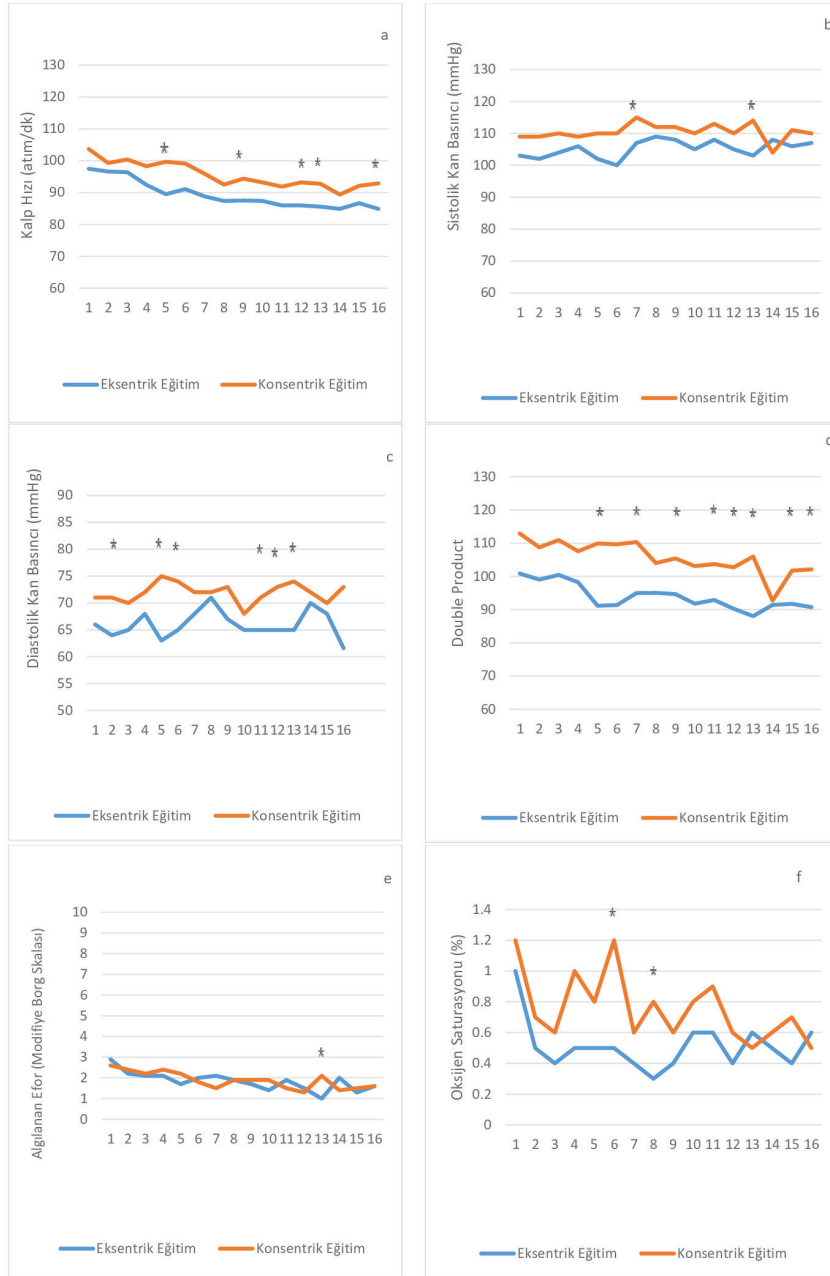 a
Kalp Hızı (atım/dk)
130
120
110
100
90
80
70
60
*
*
* *
*
1 2 3 4 5 6 7 8 9 10 11 12 13 14 15 16
Eksentrik Eğitim Konsentrik Eğitim
b
Sistolik Kan Basıncı (mmHg)
130
120
110
100
90
80
70
60
* *
1 2 3 4 5 6 7 8 9 10 11 12 13 14 15 16
Eksentrik Eğitim Konsentrik Eğitim
c
Diastolik Kan Basıncı (mmHg)
90
85
80
75
70
65
60
55
50
* * * * * *
1 2 3 4 5 6 7 8 9 10 11 12 13 14 15 16
Eksentrik Eğitim Konsentrik Eğitim
d
Double Product
130
120
110
100
90
80
70
60
* * * * * * * *
1 2 3 4 5 6 7 8 9 10 11 12 13 14 15 16
Eksentrik Eğitim Konsentrik Eğitim
e
Algılanan Efor (Modifiye Borg Skalası)
10
9
8
7
6
5
4
3
2
1
0
*
1 2 3 4 5 6 7 8 9 10 11 12 13 14 15 16
Eksentrik Eğitim Konsentrik Eğitim
f
Oksijen Saturasyonu (%)
1.4
1.2
1
0.8
0.6
0.4
0.2
0
*
*
1 2 3 4 5 6 7 8 9 10 11 12 13 14 15 16
Eksentrik Eğitim Konsentrik Eğitim